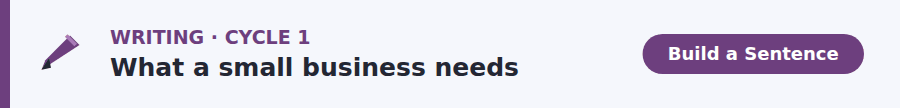 WRITING · CYCLE 1
What a small business needs
Build a Sentence